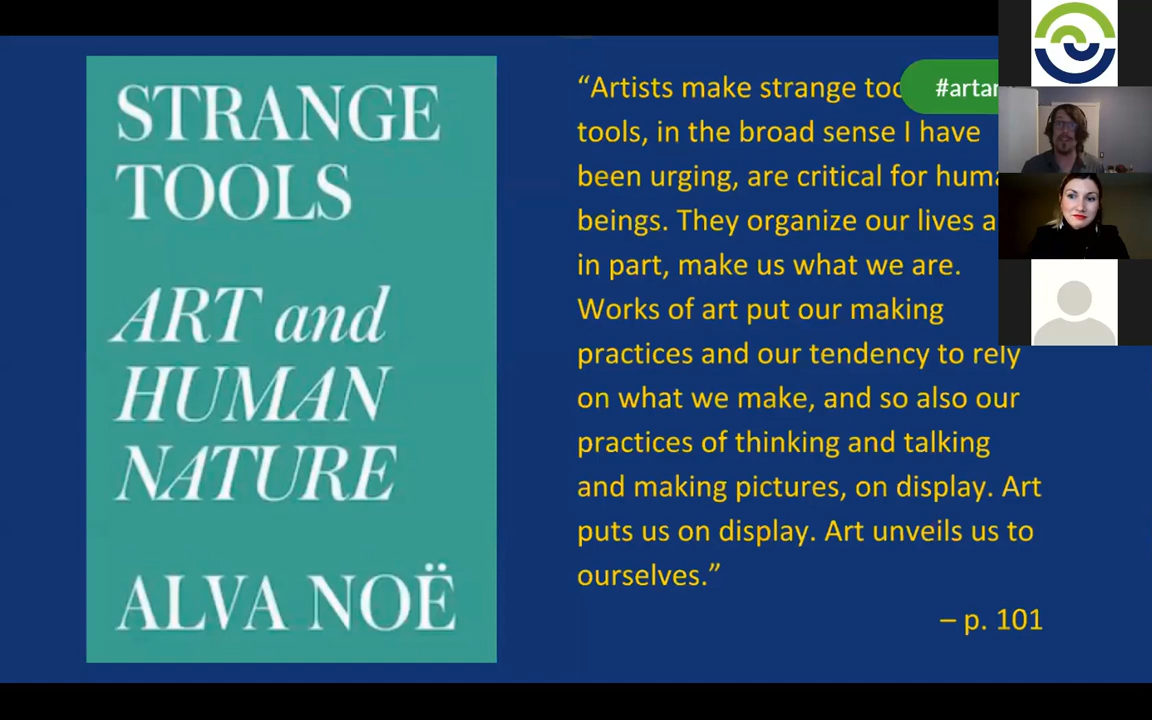 STRANGE
TOOLS
ART and
HUMAN
NATURE
ALVA NOË
“Artists make strange
tools, in the broad sense I have
been urging, are critical for
beings. They organize our lives
in part, make us what we are.
Works of art put our making
practices and our tendency to rely
on what we make, and so also our
practices of thinking and talking
and making pictures, on display. Art
puts us on display. Art unveils us to
ourselves.”
– p. 101